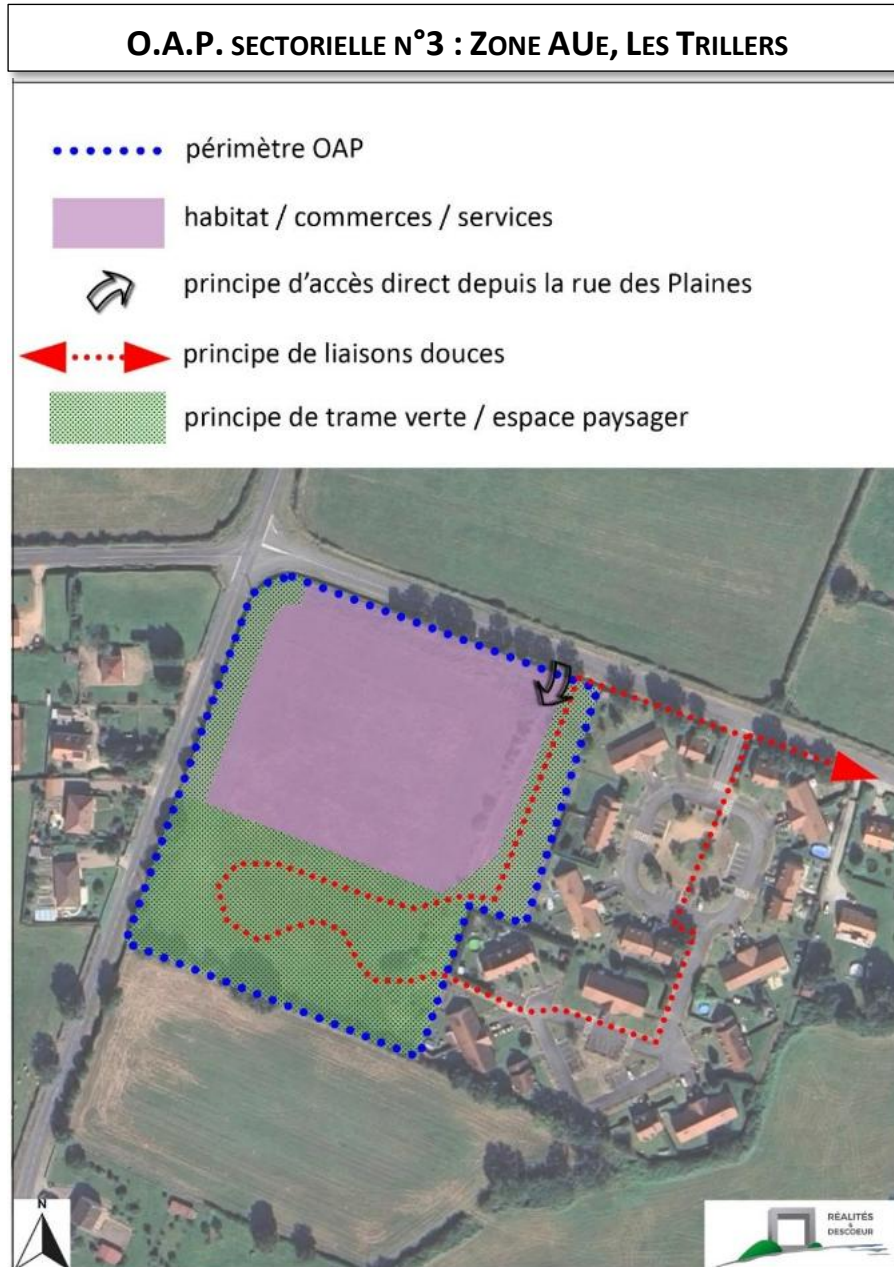 O.A.P. SECTORIELLE N°3 : ZONE AUE, LES TRILLERS
périmètre OAP
habitat / commerces / services
principe d'accès direct depuis la rue des Plaines
principe de liaisons douces
principe de trame verte / espace paysager
N
RÉALITÉS
&
DESCOEUR